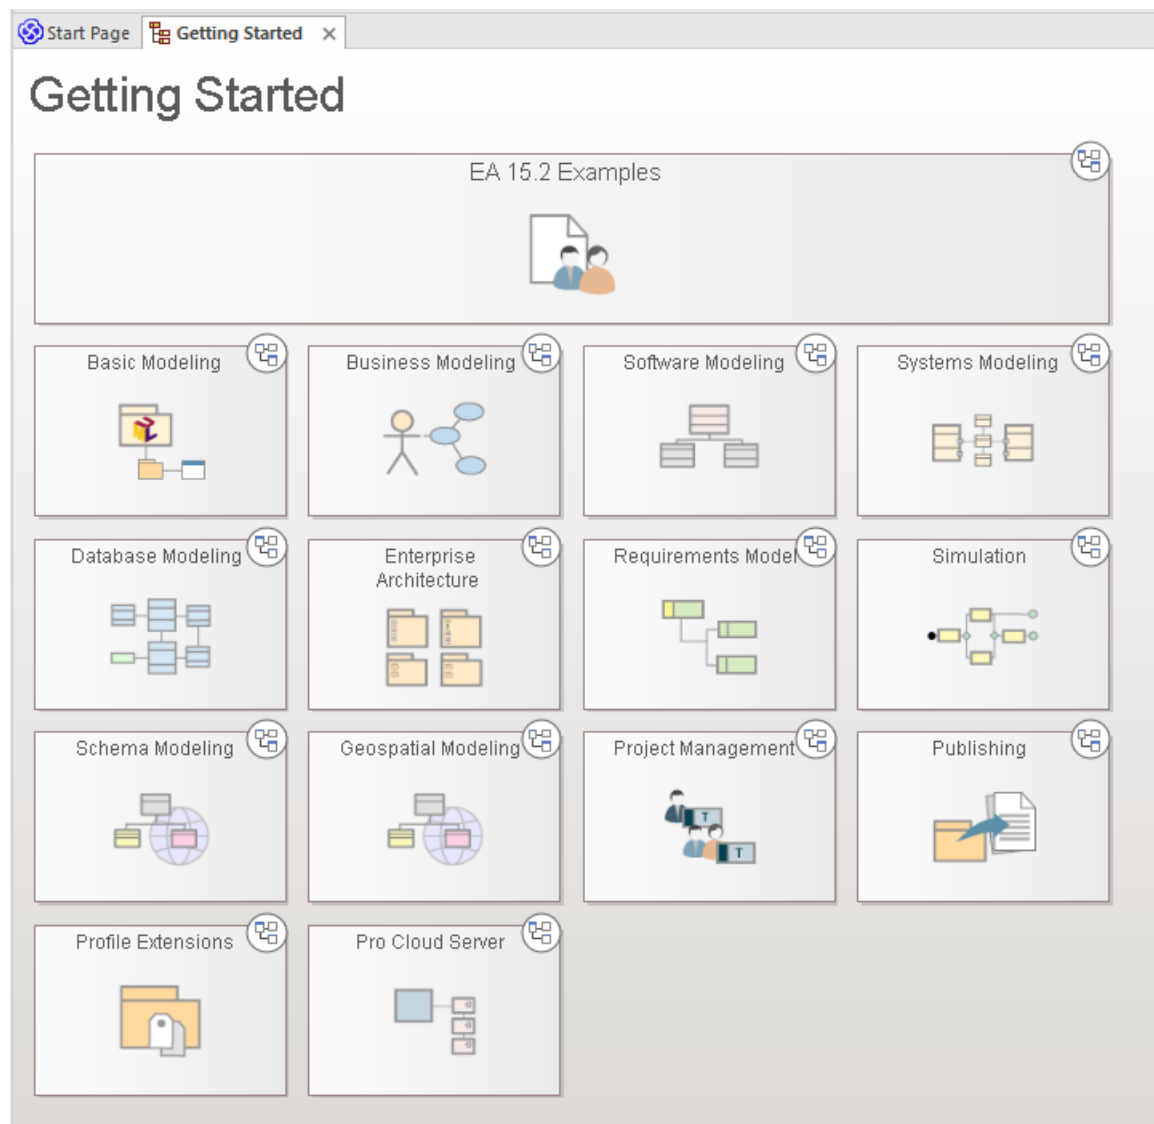 Start Page
Getting Started
Getting Started
EA 15.2 Examples
Basic Modeling
Business Modeling
Software Modeling
Systems Modeling
Database Modeling
Enterprise
Architecture
Requirements Model
Simulation
Schema Modeling
Geospatial Modeling
Project Management
T
T
Publishing
Profile Extensions
Pro Cloud Server